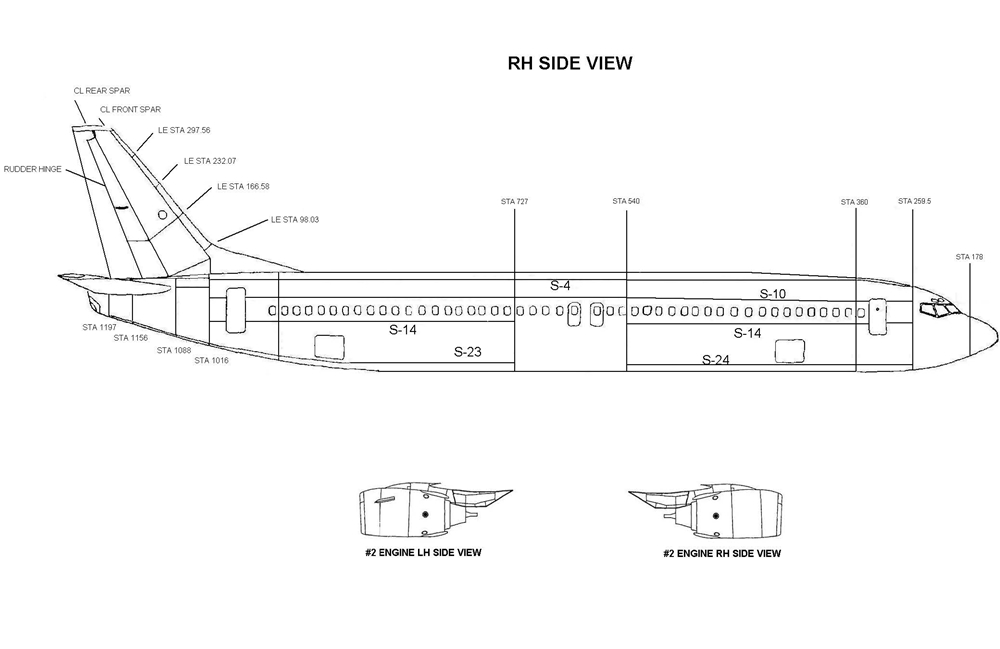 RH SIDE VIEW
CL REAR SPAR
CL FRONT SPAR
LE STA 297.56
LE STA 232.07
RUDDER HINGE
LE STA 166.58
LE STA 98.03
STA 727
STA 540
STA 360
STA 259.5
STA 178
S-4
S-10
S-14
S-14
S-23
S-24
STA 1197
STA 1156
STA 1088
STA 1016
#2 ENGINE LH SIDE VIEW
#2 ENGINE RH SIDE VIEW